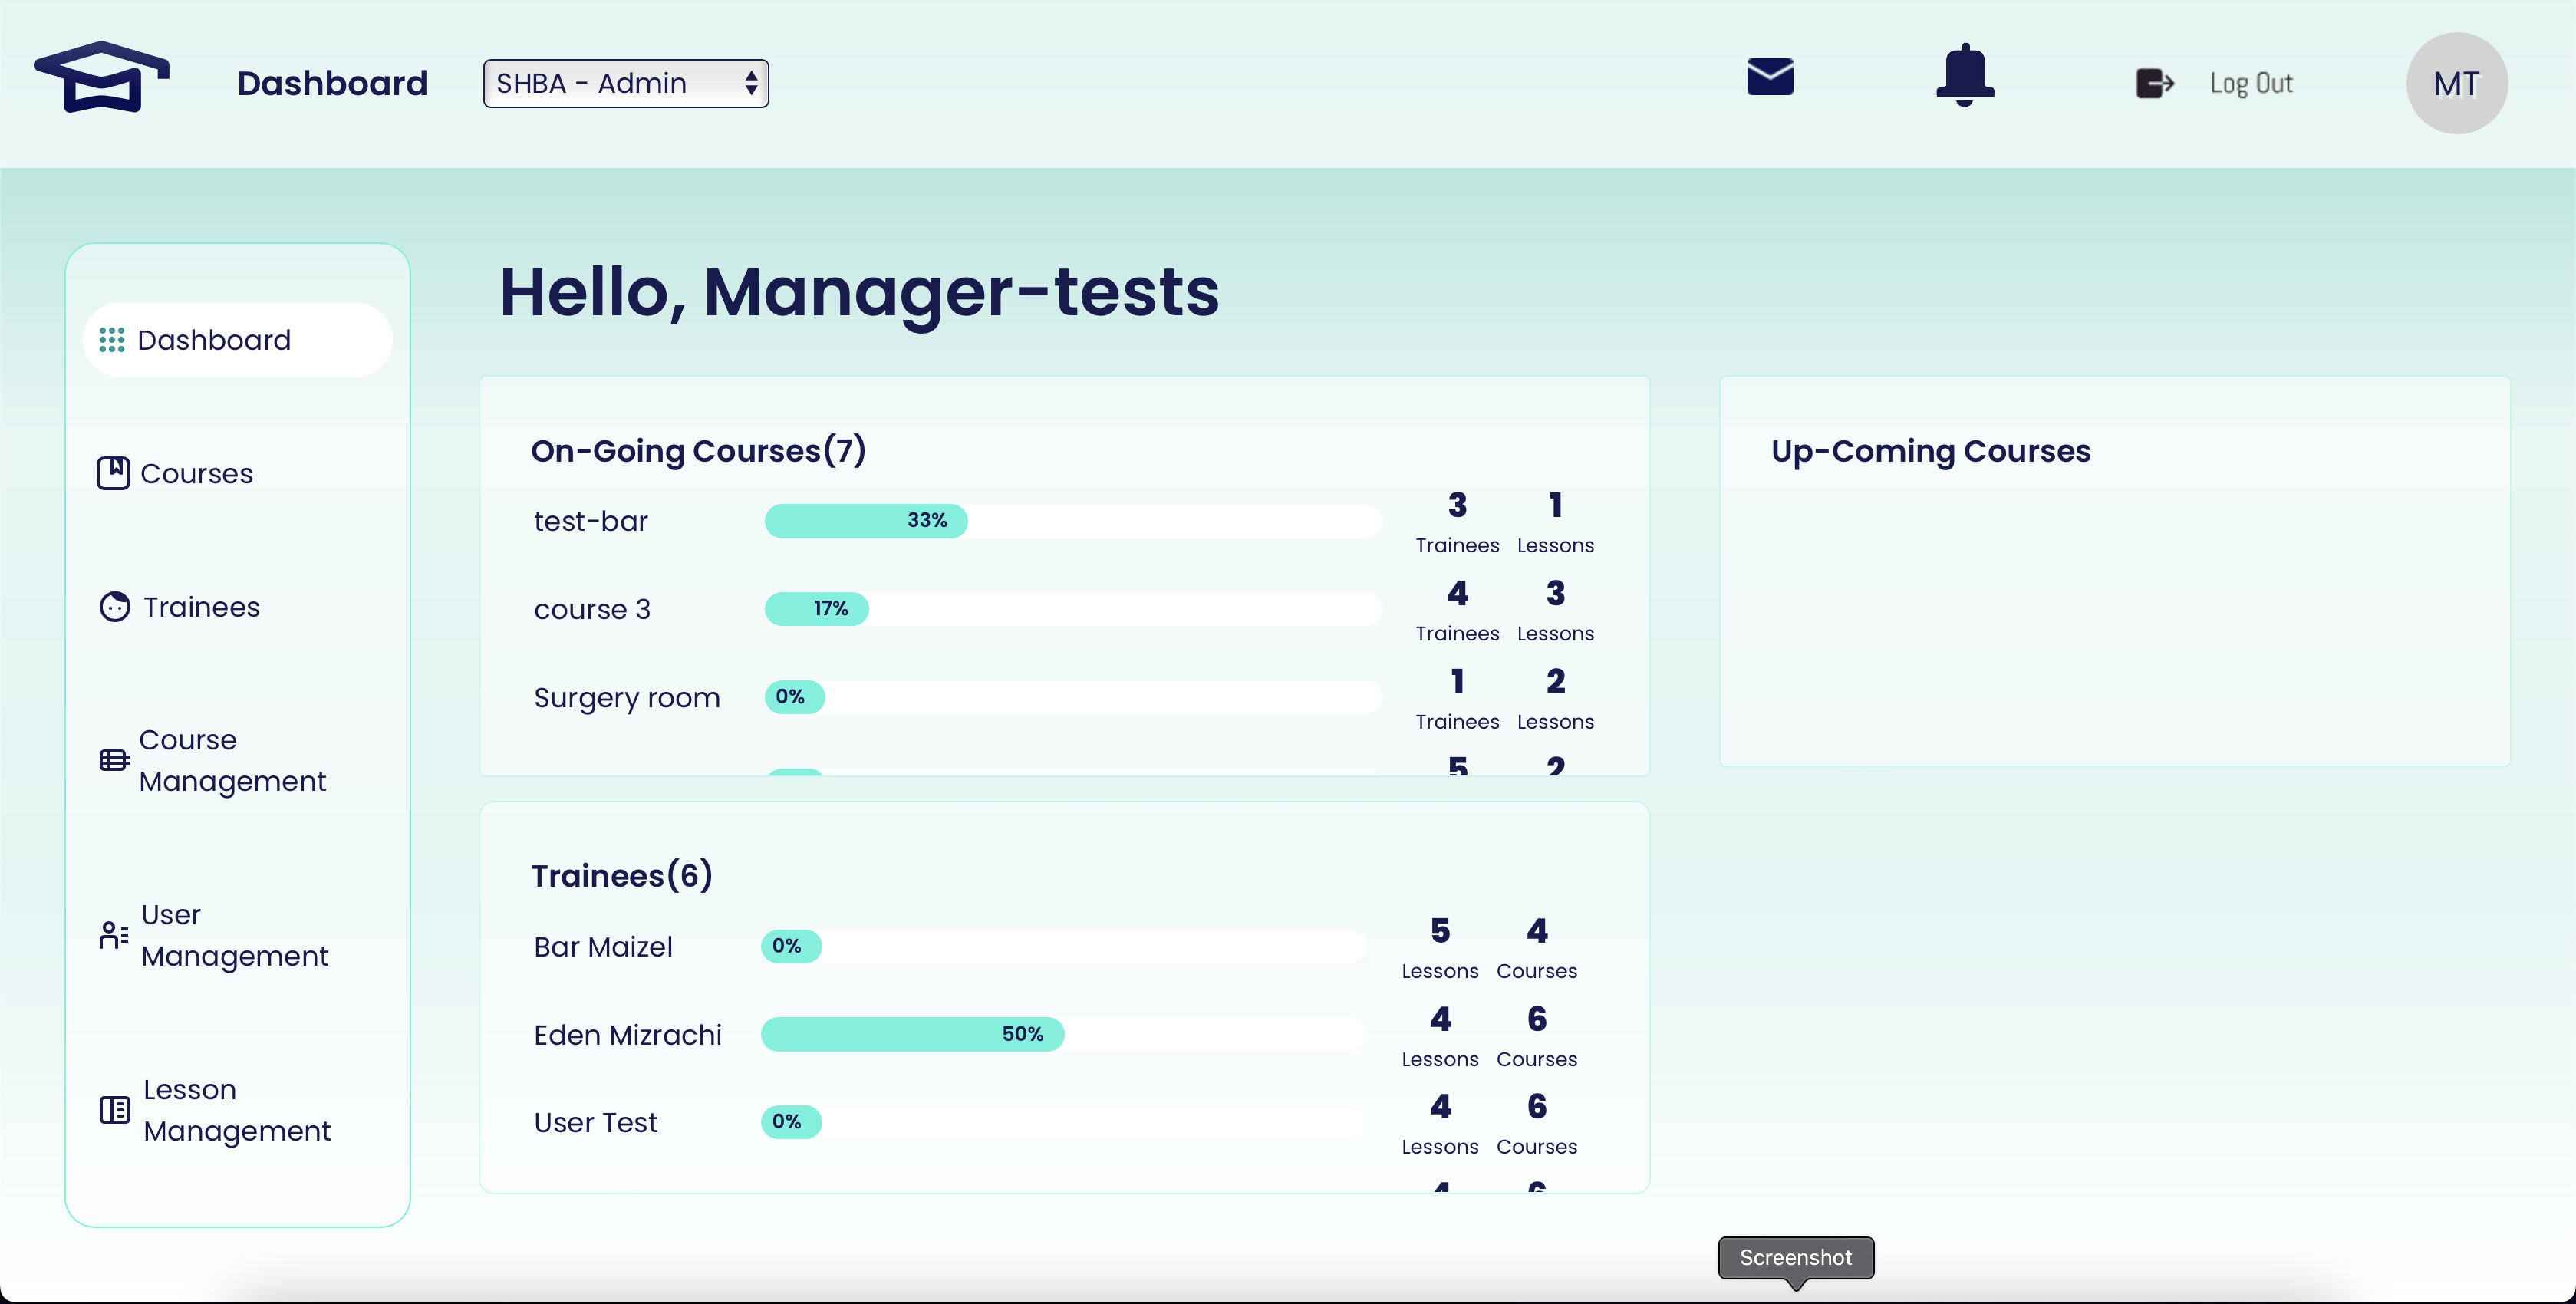 Dashboard
SHBA - Admin
Log Out
MT
Dashboard
Courses
Trainees
Course
Management
User
Management
Lesson
Management
Hello, Manager-tests
On-Going Courses(7)
test-bar 33% 3 1
Trainees Lessons
course 3 17% 4 3
Trainees Lessons
Surgery room 0% 1 2
Trainees Lessons
5 2
Up-Coming Courses
Trainees(6)
Bar Maizel 0% 5 4
Lessons Courses
Eden Mizrachi 50% 4 6
Lessons Courses
User Test 0% 4 6
Lessons Courses
4 6
Screenshot